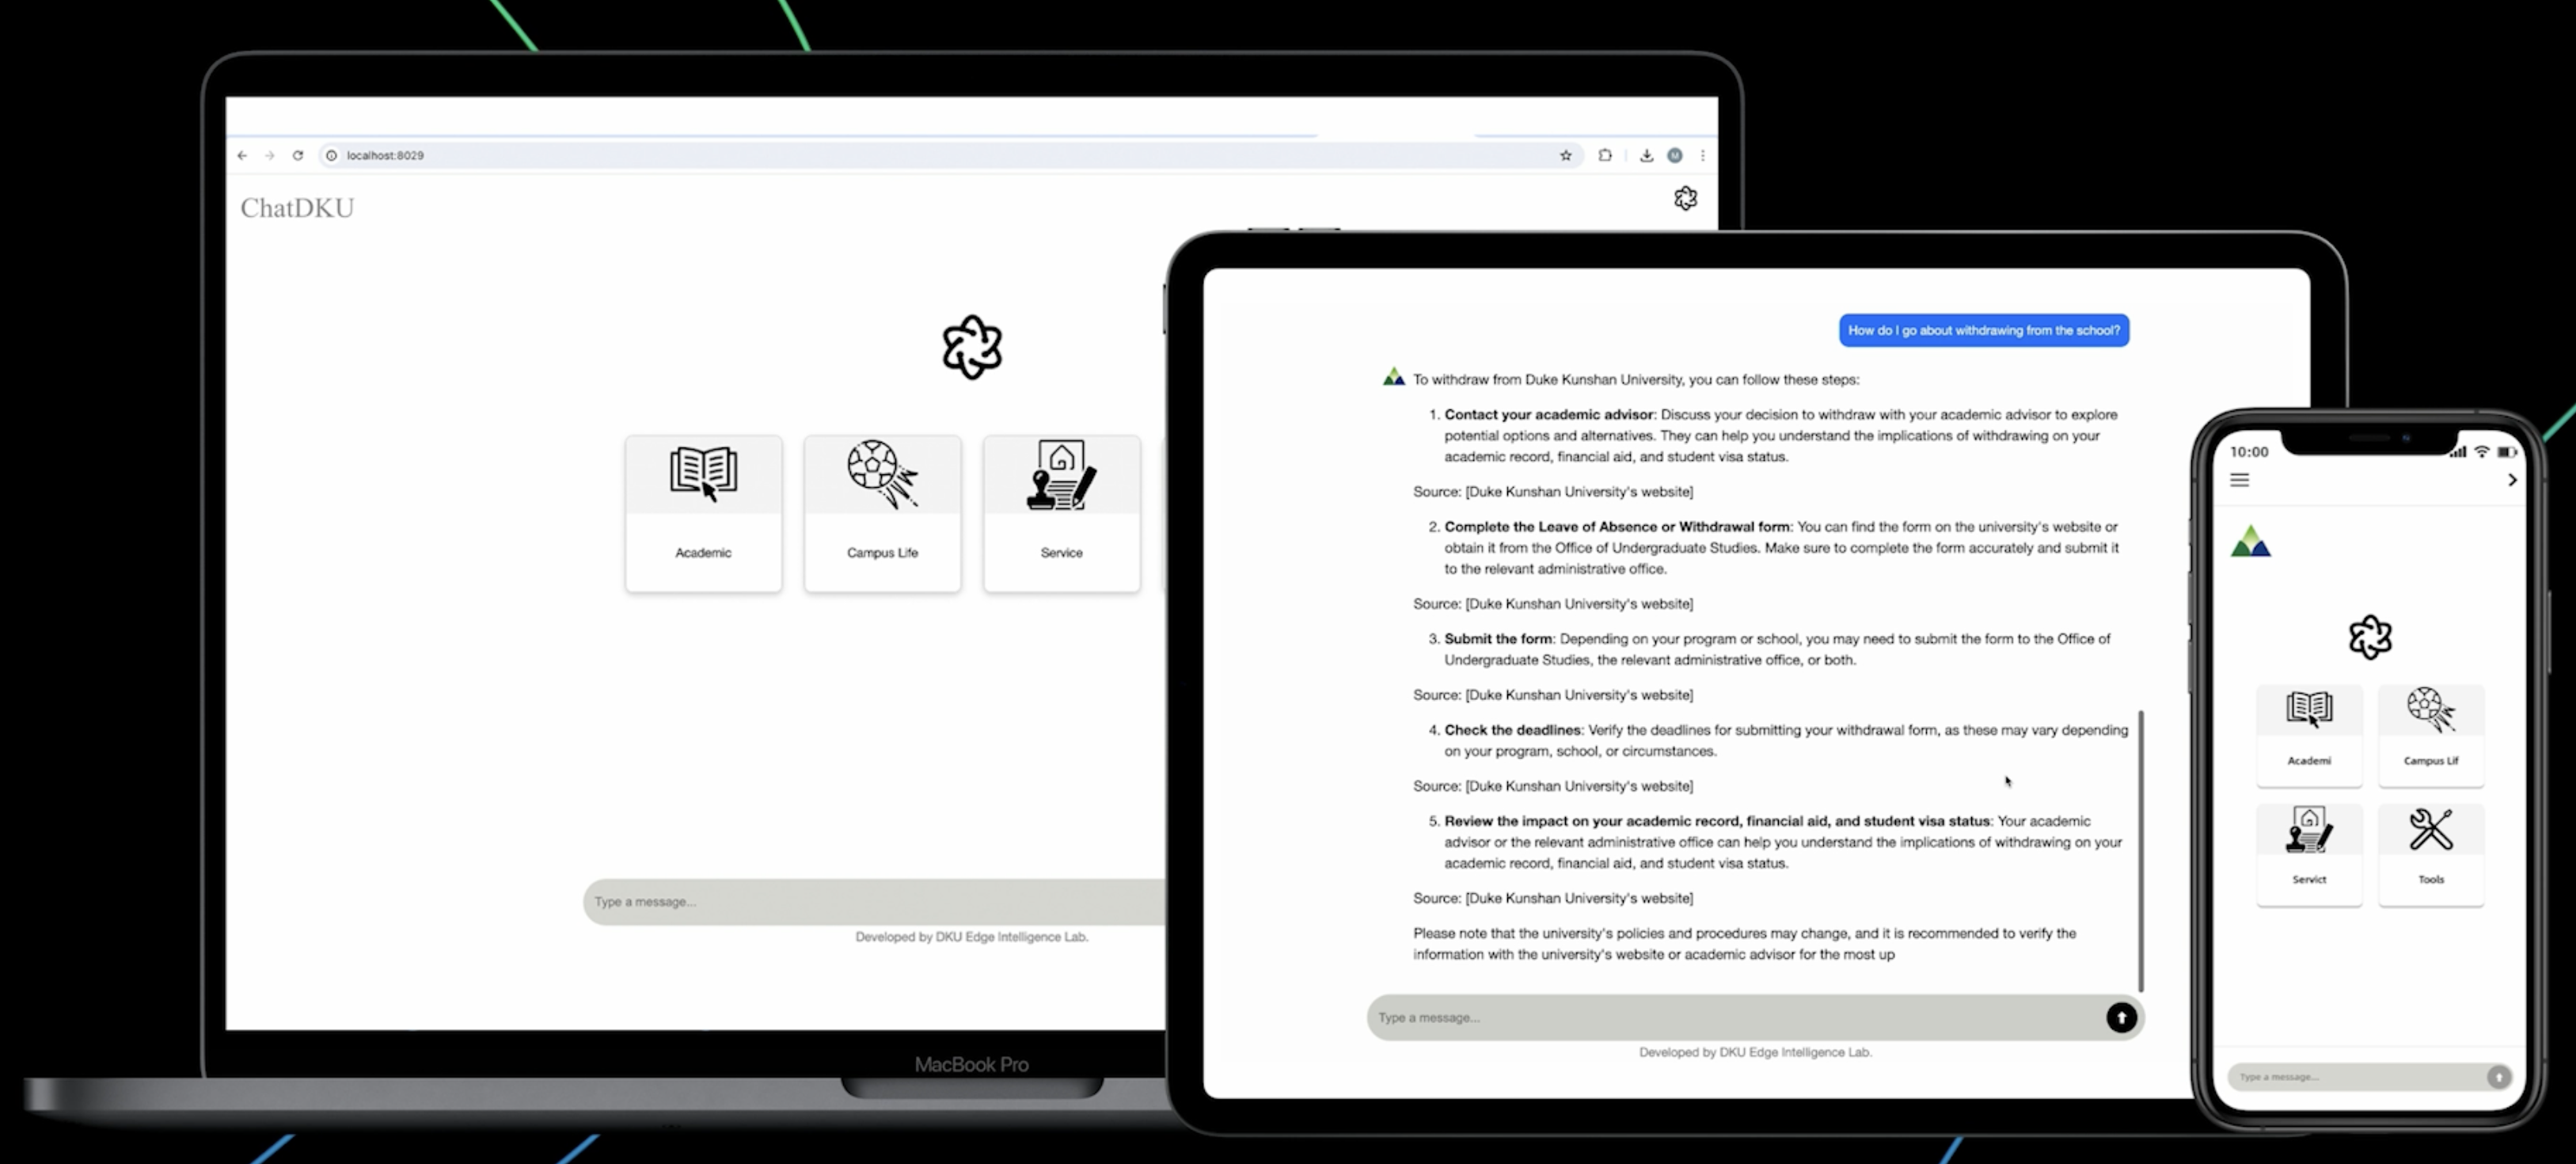 localhost:8029
M
ChatDKU
Academic
Campus Life
Service
Type a message...
Developed by DKU Edge Intelligence Lab.
MacBook Pro
How do I go about withdrawing from the school?
To withdraw from Duke Kunshan University, you can follow these steps:
1. Contact your academic advisor: Discuss your decision to withdraw with your academic advisor to explore
potential options and alternatives. They can help you understand the implications of withdrawing on your
academic record, financial aid, and student visa status.
Source: [Duke Kunshan University's website]
2. Complete the Leave of Absence or Withdrawal form: You can find the form on the university's website or
obtain it from the Office of Undergraduate Studies. Make sure to complete the form accurately and submit it
to the relevant administrative office.
Source: [Duke Kunshan University's website]
3. Submit the form: Depending on your program or school, you may need to submit the form to the Office of
Undergraduate Studies, the relevant administrative office, or both.
Source: [Duke Kunshan University's website]
4. Check the deadlines: Verify the deadlines for submitting your withdrawal form, as these may vary depending
on your program, school, or circumstances.
Source: [Duke Kunshan University's website]
5. Review the impact on your academic record, financial aid, and student visa status: Your academic
advisor or the relevant administrative office can help you understand the implications of withdrawing on your
academic record, financial aid, and student visa status.
Source: [Duke Kunshan University's website]
Please note that the university's policies and procedures may change, and it is recommended to verify the
information with the university's website or academic advisor for the most up
Type a message...
Developed by DKU Edge Intelligence Lab.
10:00
Academi
Campus Lif
Servict
Tools
Type a message...